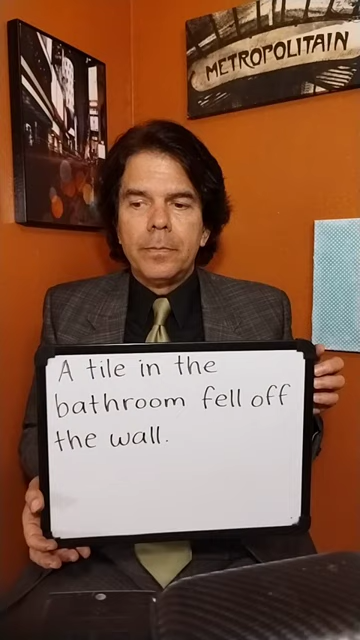 METROPOLITAIN
A tile in the
bathroom fell off
the wall.